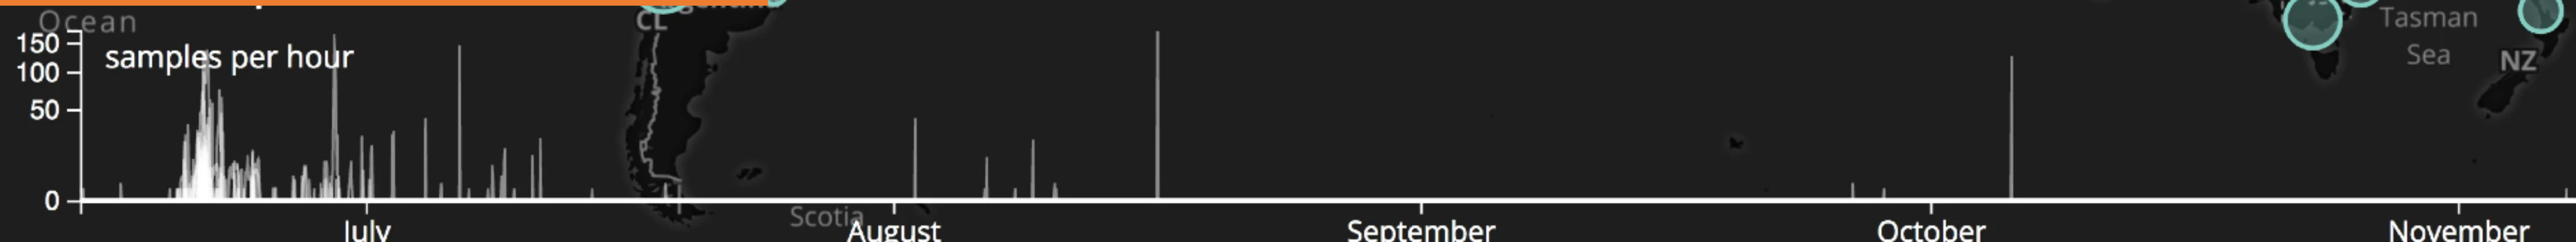 Ocean
CL
Tasman
Sea
NZ
150
samples per hour
100
50
0
Scotia
July
August
September
October
November